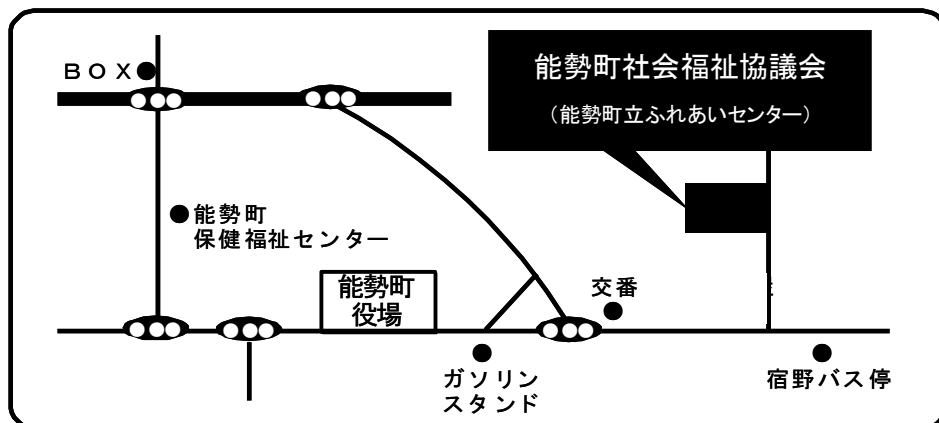 BOX
能勢町社会福祉協議会
(能勢町立ふれあいセンター)
能勢町
保健福祉センター
能勢町
役場
交番
ガソリン
スタンド
宿野バス停